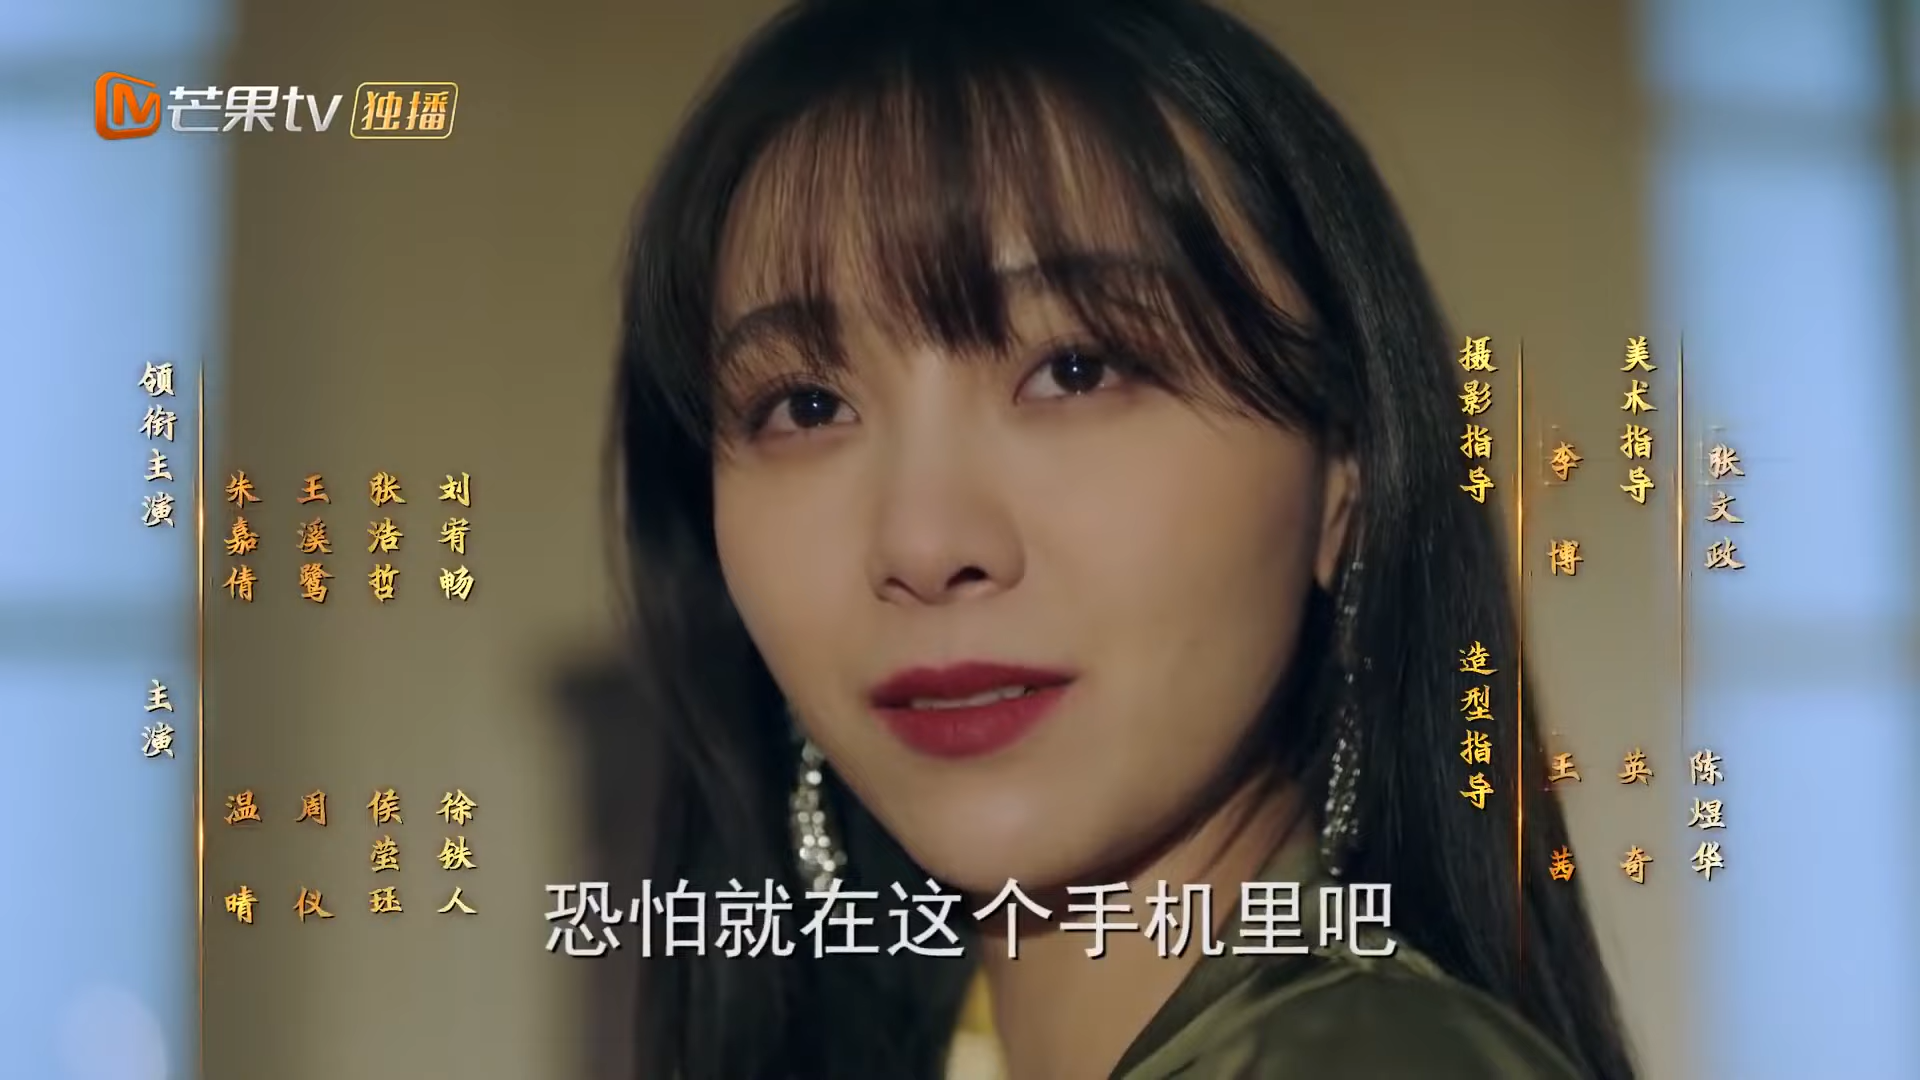 芒果tv 独播
领衔主演
朱嘉倩
王溪鹭
张浩哲
刘宥畅
主演
温晴
周仪
侯莹珏
徐铁人
摄影指导
李博
美术指导
张文政
造型指导
王茜
英奇
陈煜华
恐怕就在这个手机里吧